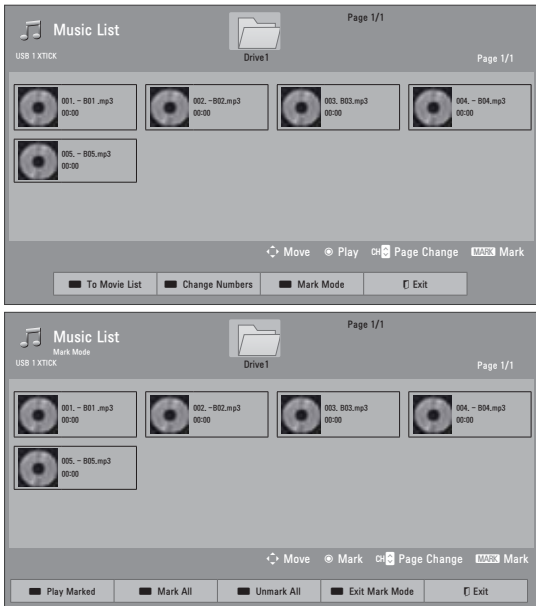 Page 1/1
Music List
USB 1 XTICK
Drive1
Page 1/1
001. - B01 .mp3
00:00
002. -B02.mp3
00:00
003. B03.mp3
00:00
004. - B04.mp3
00:00
005. - B05.mp3
00:00
Move Play CH Page Change MARK Mark
To Movie List Change Numbers Mark Mode Exit
Page 1/1
Music List
Mark Mode
USB 1 XTICK
Drive1
Page 1/1
001. - B01 .mp3
00:00
002. -B02.mp3
00:00
003. B03.mp3
00:00
004. - B04.mp3
00:00
005. - B05.mp3
00:00
Move Mark CH Page Change MARK Mark
Play Marked Mark All Unmark All Exit Mark Mode Exit